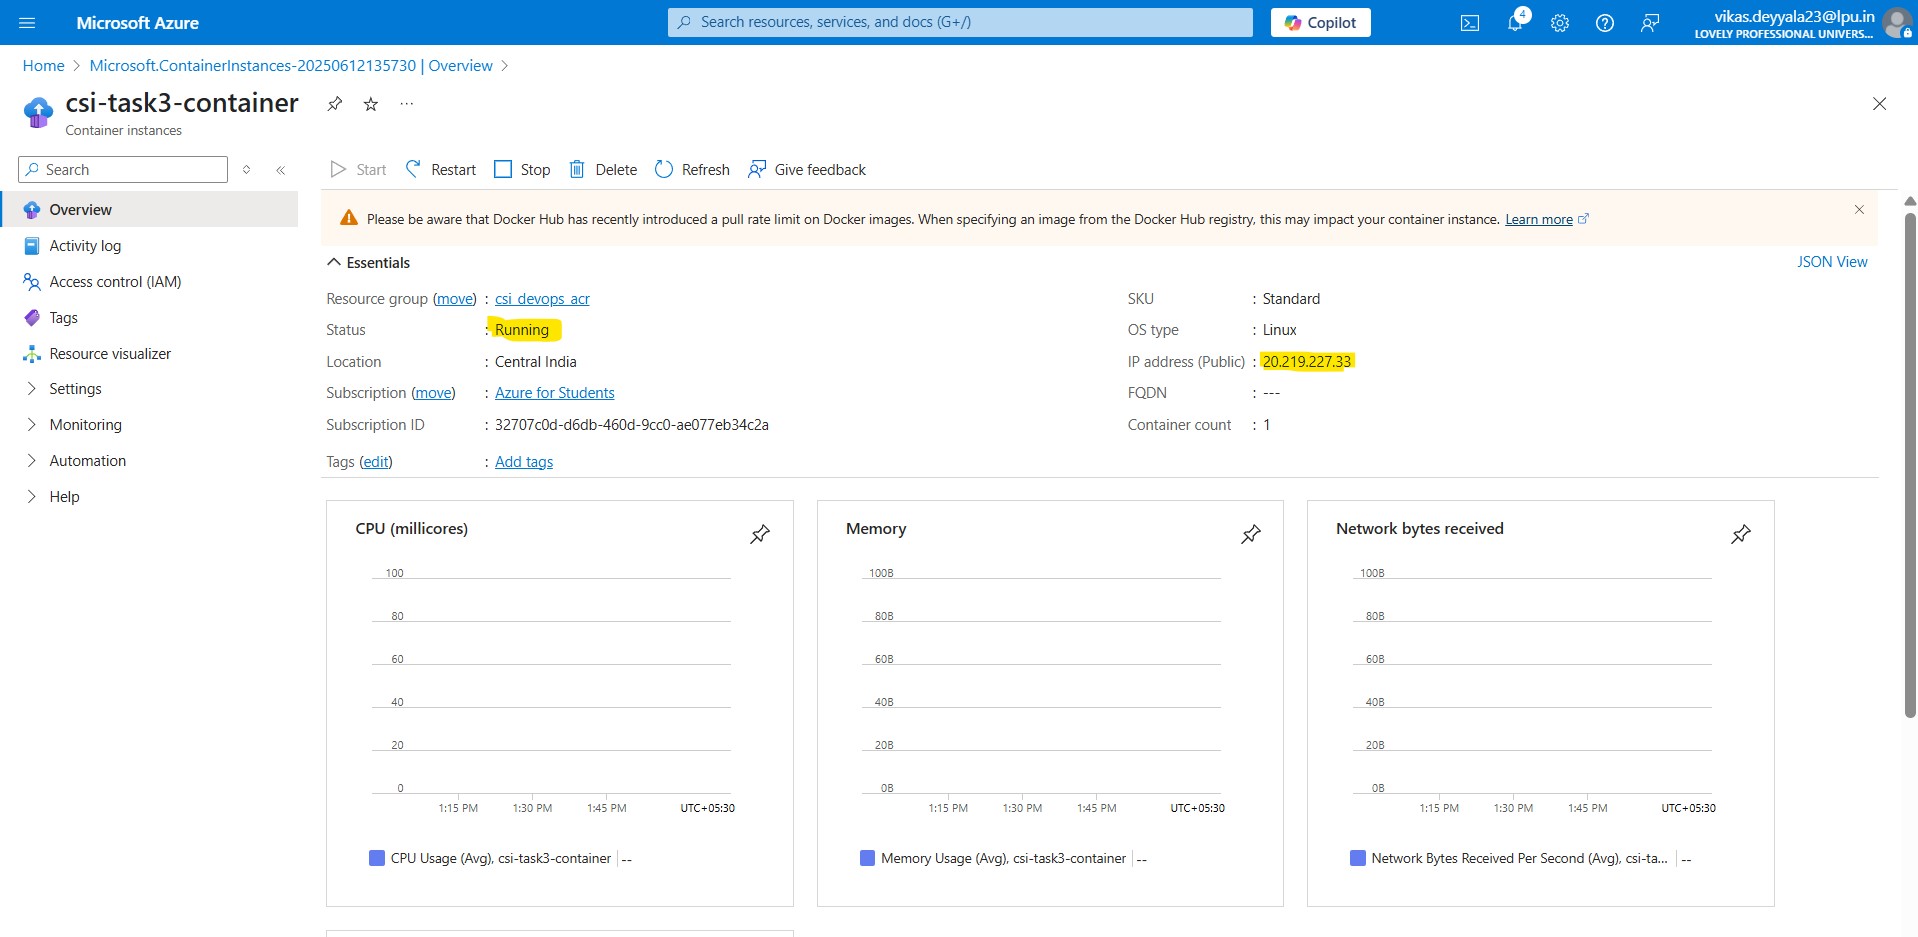 Microsoft Azure
Search resources, services, and docs (G+/)
Copilot
4
vikas.deyyala23@lpu.in
LOVELY PROFESSIONAL UNIVERS...
Home > Microsoft.ContainerInstances-20250612135730 | Overview >
csi-task3-container
Container instances
Search
Start Restart Stop Delete Refresh Give feedback
Overview
Activity log
Access control (IAM)
Tags
Resource visualizer
Settings
Monitoring
Automation
Help
Please be aware that Docker Hub has recently introduced a pull rate limit on Docker images. When specifying an image from the Docker Hub registry, this may impact your container instance. Learn more
Essentials
JSON View
Resource group (move) : csi_devops_acr
Status : Running
Location : Central India
Subscription (move) : Azure for Students
Subscription ID : 32707c0d-d6db-460d-9cc0-ae077eb34c2a
Tags (edit) : Add tags
SKU : Standard
OS type : Linux
IP address (Public) : 20.219.227.33
FQDN : ---
Container count : 1
CPU (millicores)
100
80
60
40
20
0
1:15 PM 1:30 PM 1:45 PM UTC+05:30
CPU Usage (Avg), csi-task3-container | --
Memory
100B
80B
60B
40B
20B
0B
1:15 PM 1:30 PM 1:45 PM UTC+05:30
Memory Usage (Avg), csi-task3-container | --
Network bytes received
100B
80B
60B
40B
20B
0B
1:15 PM 1:30 PM 1:45 PM UTC+05:30
Network Bytes Received Per Second (Avg), csi-ta... | --